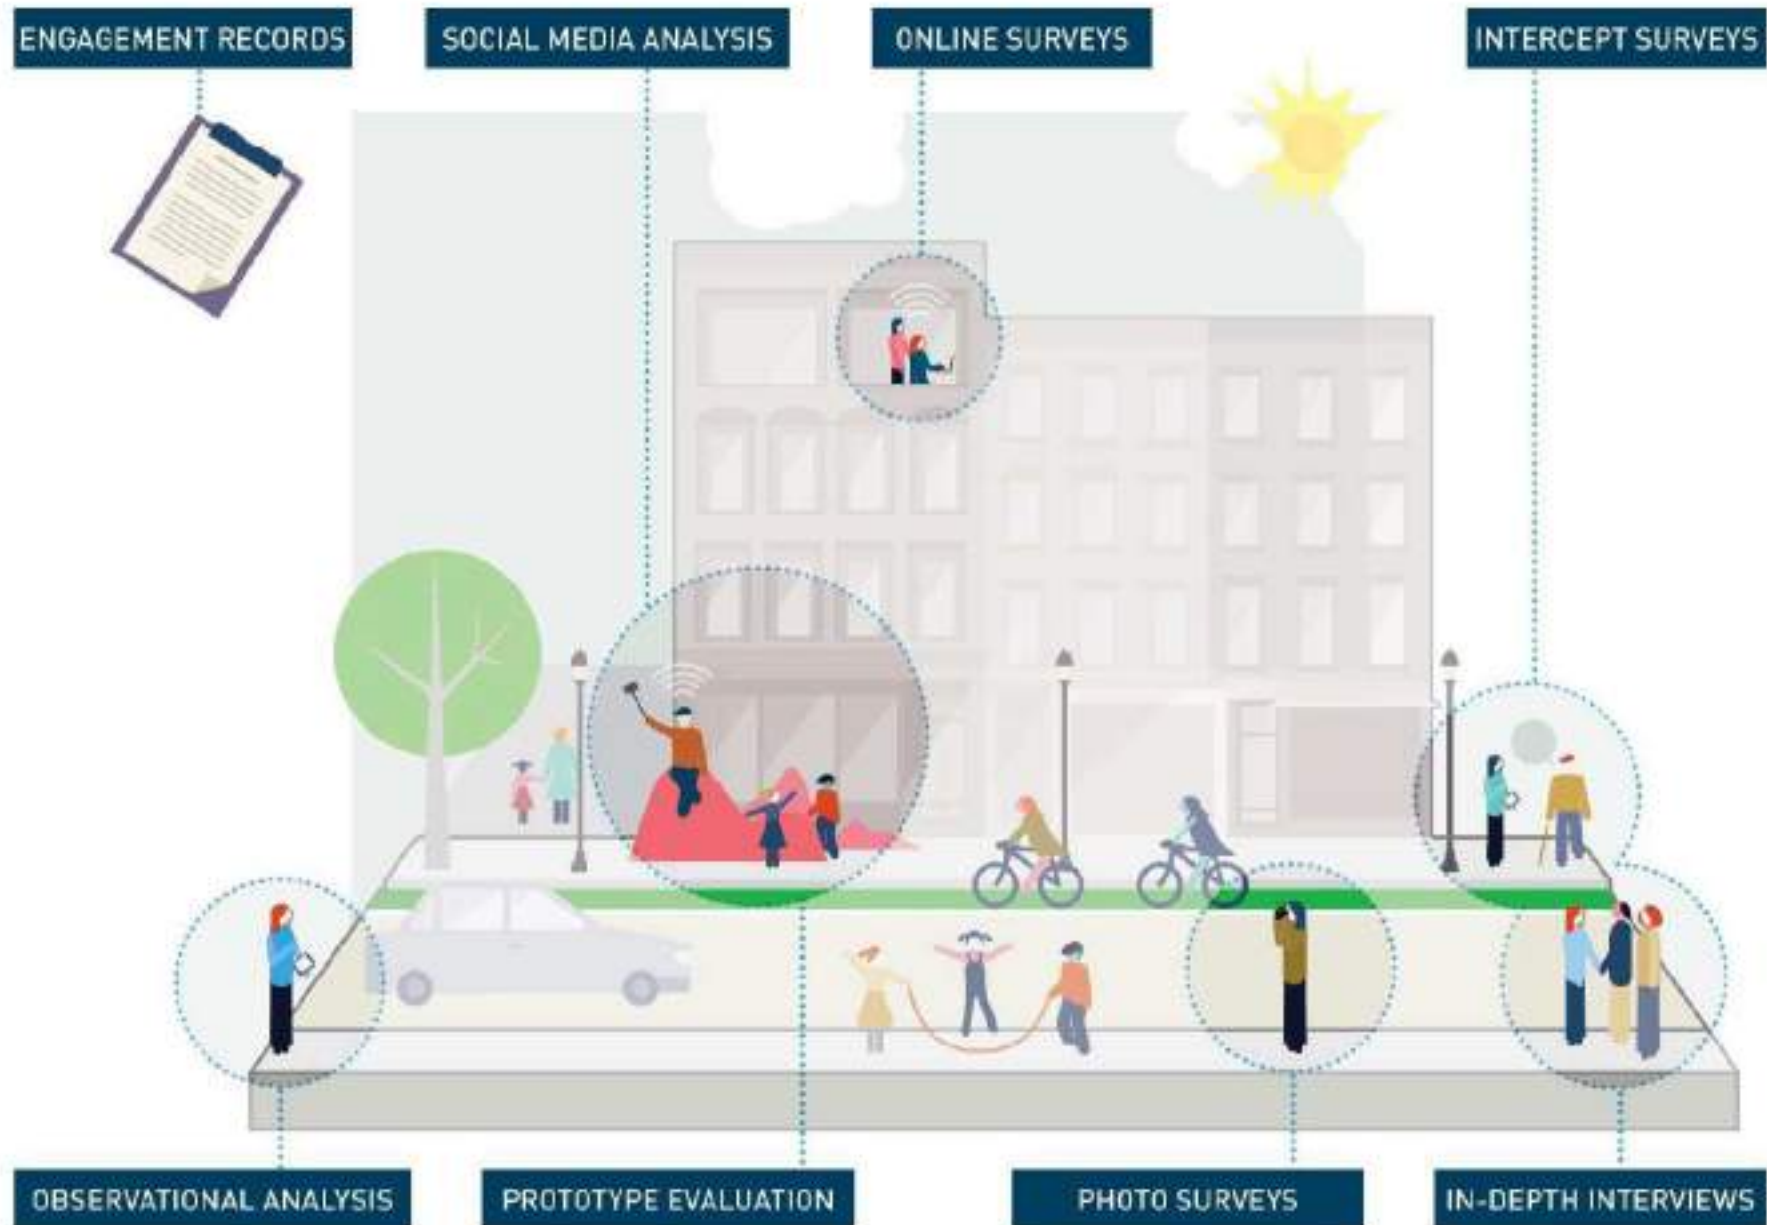 ENGAGEMENT RECORDS
SOCIAL MEDIA ANALYSIS
ONLINE SURVEYS
INTERCEPT SURVEYS
OBSERVATIONAL ANALYSIS
PROTOTYPE EVALUATION
PHOTO SURVEYS
IN-DEPTH INTERVIEWS